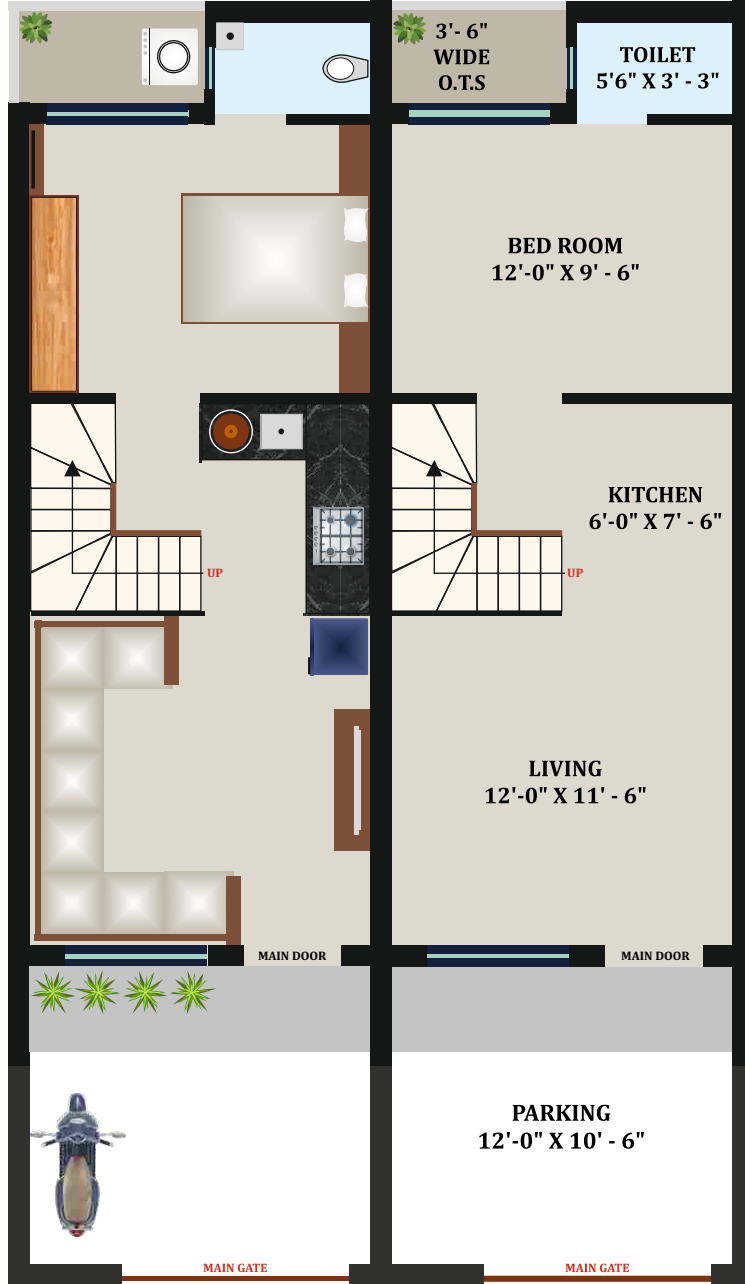 3'- 6"
WIDE
O.T.S
TOILET
5'6" X 3' - 3"
BED ROOM
12'-0" X 9' - 6"
KITCHEN
6'-0" X 7' - 6"
UP
UP
LIVING
12'-0" X 11' - 6"
MAIN DOOR
MAIN DOOR
PARKING
12'-0" X 10' - 6"
MAIN GATE
MAIN GATE